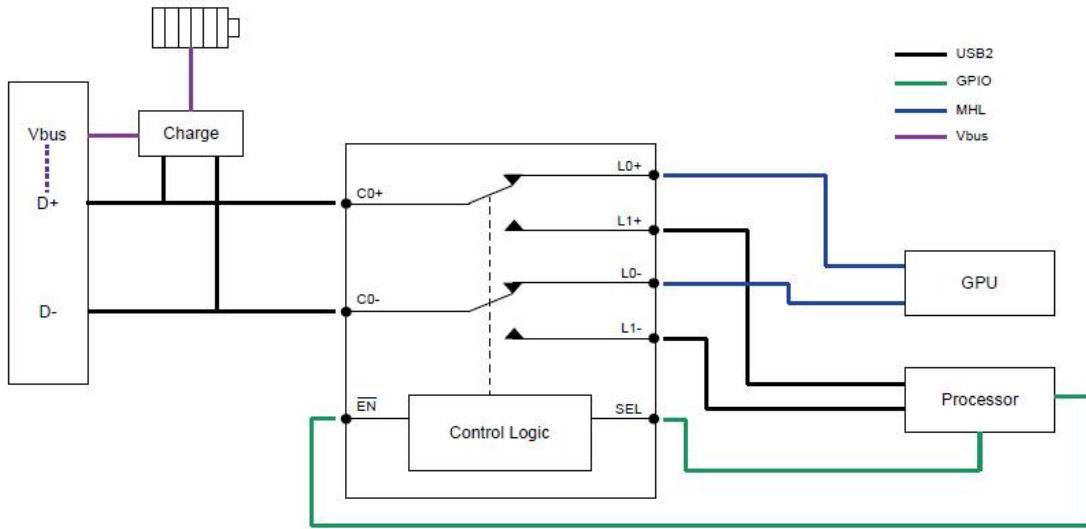 USB2
GPIO
MHL
Vbus
Vbus
Charge
D+
D-
C0+
L0+
L1+
C0-
L0-
L1-
EN
Control Logic
SEL
GPU
Processor